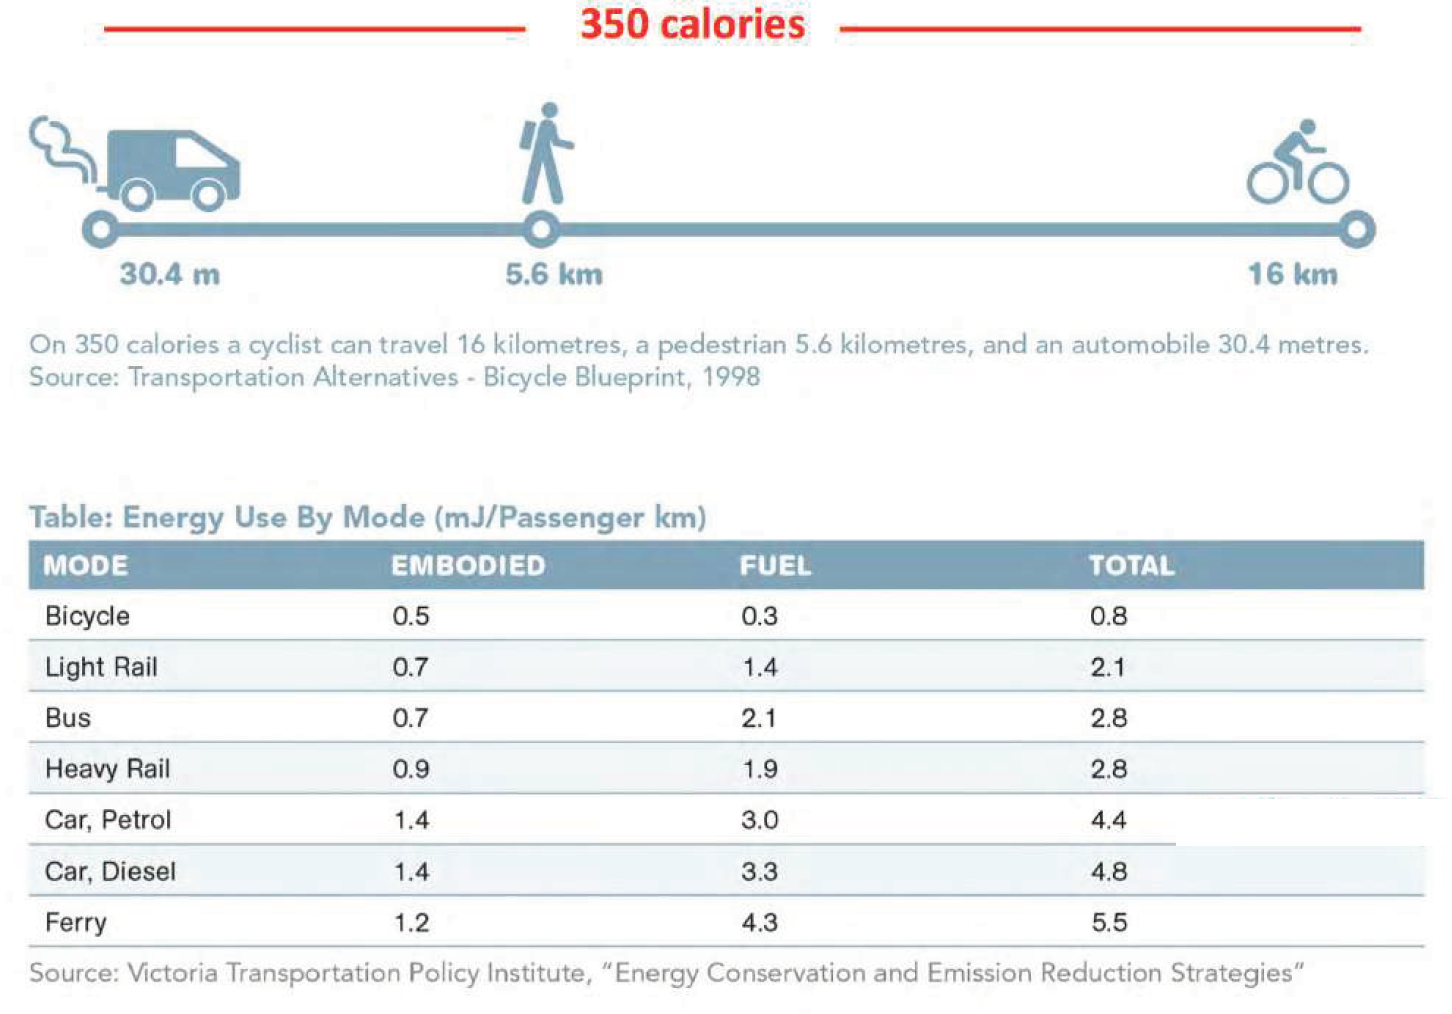 350 calories
30.4 m 5.6 km 16 km
On 350 calories a cyclist can travel 16 kilometres, a pedestrian 5.6 kilometres, and an automobile 30.4 metres.
Source: Transportation Alternatives - Bicycle Blueprint, 1998
Table: Energy Use By Mode (mJ/Passenger km)
MODE EMBODIED FUEL TOTAL
Bicycle 0.5 0.3 0.8
Light Rail 0.7 1.4 2.1
Bus 0.7 2.1 2.8
Heavy Rail 0.9 1.9 2.8
Car, Petrol 1.4 3.0 4.4
Car, Diesel 1.4 3.3 4.8
Ferry 1.2 4.3 5.5
Source: Victoria Transportation Policy Institute, “Energy Conservation and Emission Reduction Strategies”